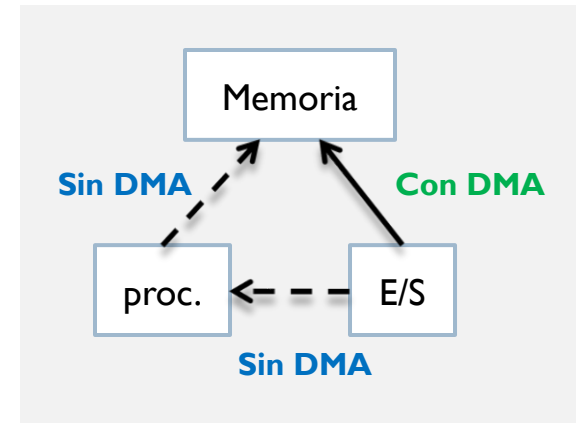 Memoria
Sin DMA
Con DMA
proc.
E/S
Sin DMA